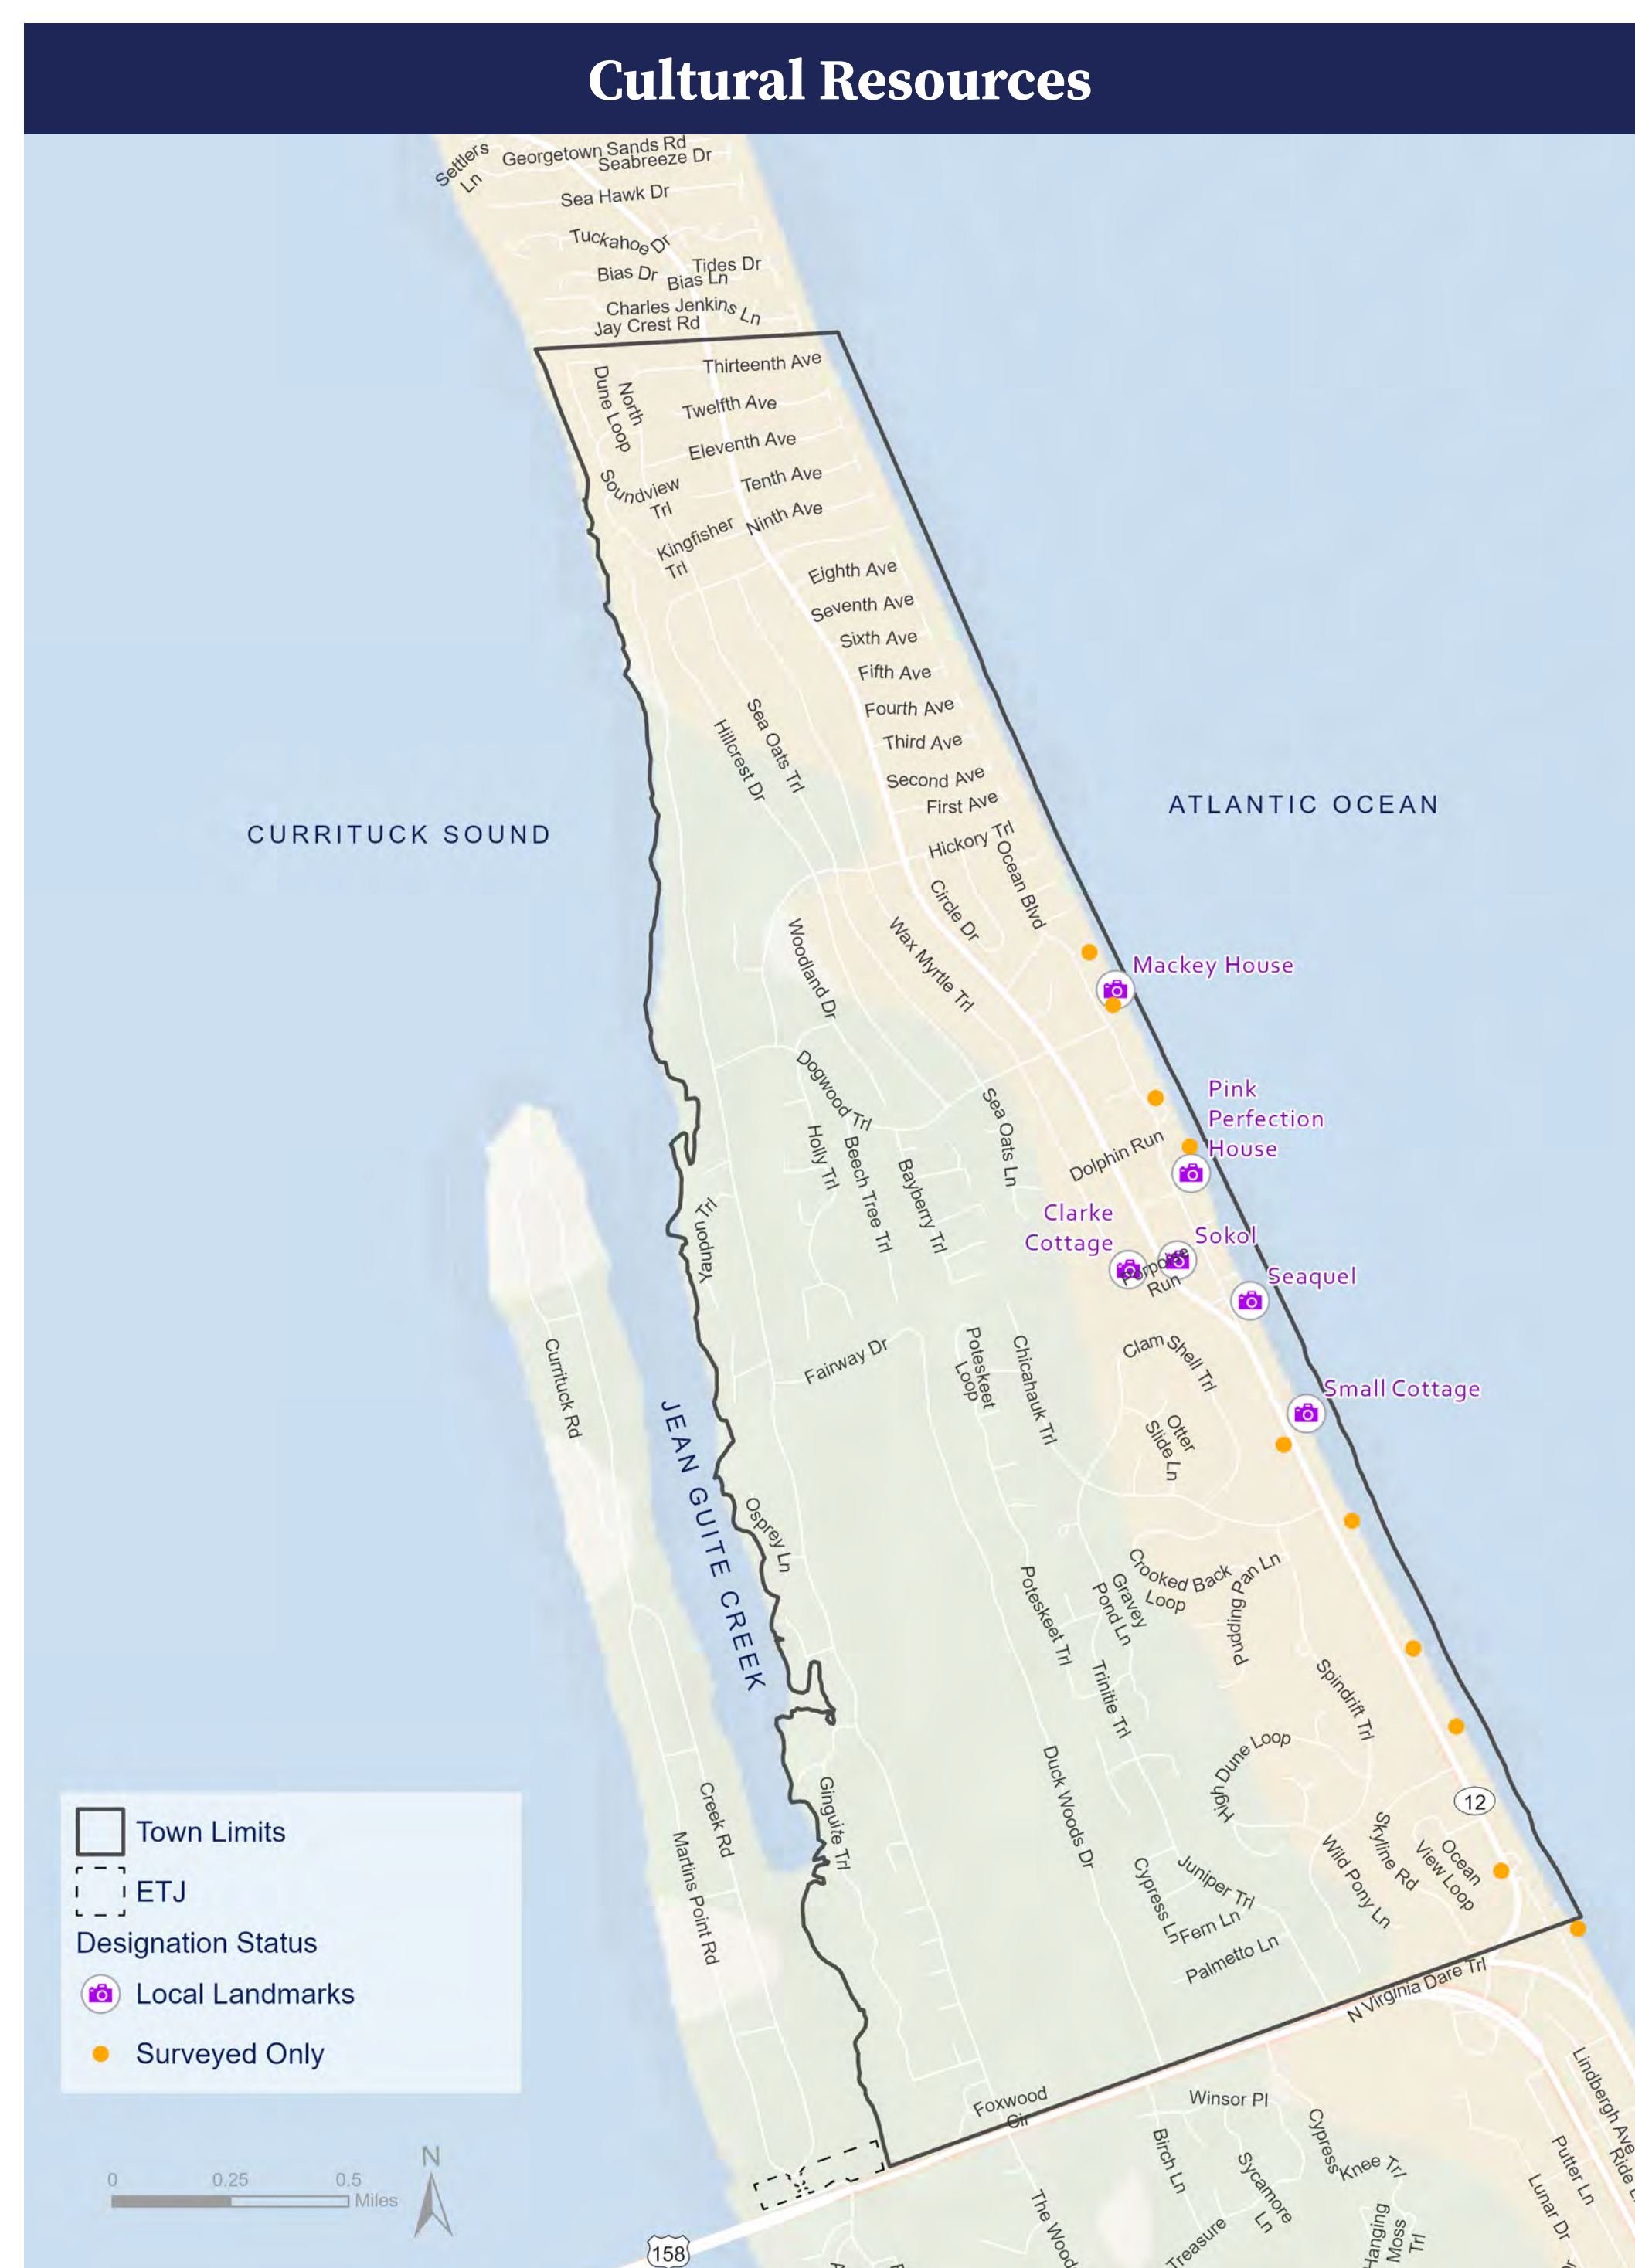 Cultural Resources
Settlers
Ln
Georgetown Sands Rd
Seabreeze Dr
Sea Hawk Dr
Tuckahoe Dr
Bias Dr
Tides Dr
Bias Ln
Charles Jenkins Ln
Jay Crest Rd
Thirteenth Ave
North
Dune Loop
Twelfth Ave
Eleventh Ave
Tenth Ave
Soundview
Trl
Ninth Ave
Kingfisher
Trl
Eighth Ave
Seventh Ave
Sixth Ave
Fifth Ave
Fourth Ave
Sea Oats Trl
Hillcrest Dr
Third Ave
Second Ave
First Ave
ATLANTIC OCEAN
CURRITUCK SOUND
Hickory Trl
Ocean Blvd
Circle Dr
Wax Myrtle Trl
Woodland Dr
Mackey House
Dogwood Trl
Pink
Perfection
House
Sea Oats Ln
Holly Trl
Beech Tree Trl
Bayberry Trl
Dolphin Run
Yaupon Trl
Clarke
Cottage
Sokol
Porpoise
Run
Seaquel
Currituck Rd
Fairway Dr
Poteskeet
Loop
Chicahauk Trl
Clam Shell Trl
Small Cottage
Otter
Slide Ln
JEAN GUITE CREEK
Osprey Ln
Crooked Back
Loop
Pudding Pan Ln
Gravey
Pond Ln
Poteskeet Trl
Trinitie Trl
Spindrift Trl
High Dune Loop
Duck Woods Dr
12
Creek Rd
Martins Point Rd
Ginguite Trl
Skyline Rd
Ocean
View Loop
Wild Pony Ln
Juniper Trl
Cypress Ln
Fern Ln
Palmetto Ln
N Virginia Dare Trl
Town Limits
ETJ
Designation Status
Local Landmarks
Surveyed Only
Foxwood
Cir
Winsor Pl
Lindbergh Ave
Birch Ln
Cypress
Knee Trl
Sycamore
Ln
Putter Ln
Lunar Dr
Ride
The Wood
Treasure
Hanging
Moss
Trl
0 0.25 0.5
Miles
N
158